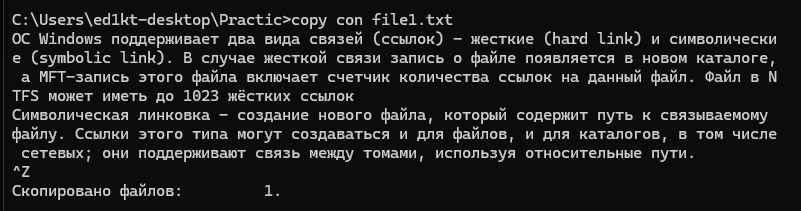 C:\Users\ed1kt-desktop\Practic>copy con file1.txt
ОС Windows поддерживает два вида связей (ссылок) – жесткие (hard link) и символически
е (symbolic link). В случае жесткой связи запись о файле появляется в новом каталоге,
 а MFT-запись этого файла включает счетчик количества ссылок на данный файл. Файл в N
TFS может иметь до 1023 жёстких ссылок
Символическая линковка – создание нового файла, который содержит путь к связываемому
файлу. Ссылки этого типа могут создаваться и для файлов, и для каталогов, в том числе
 сетевых; они поддерживают связь между томами, используя относительные пути.
^Z
Скопировано файлов:         1.